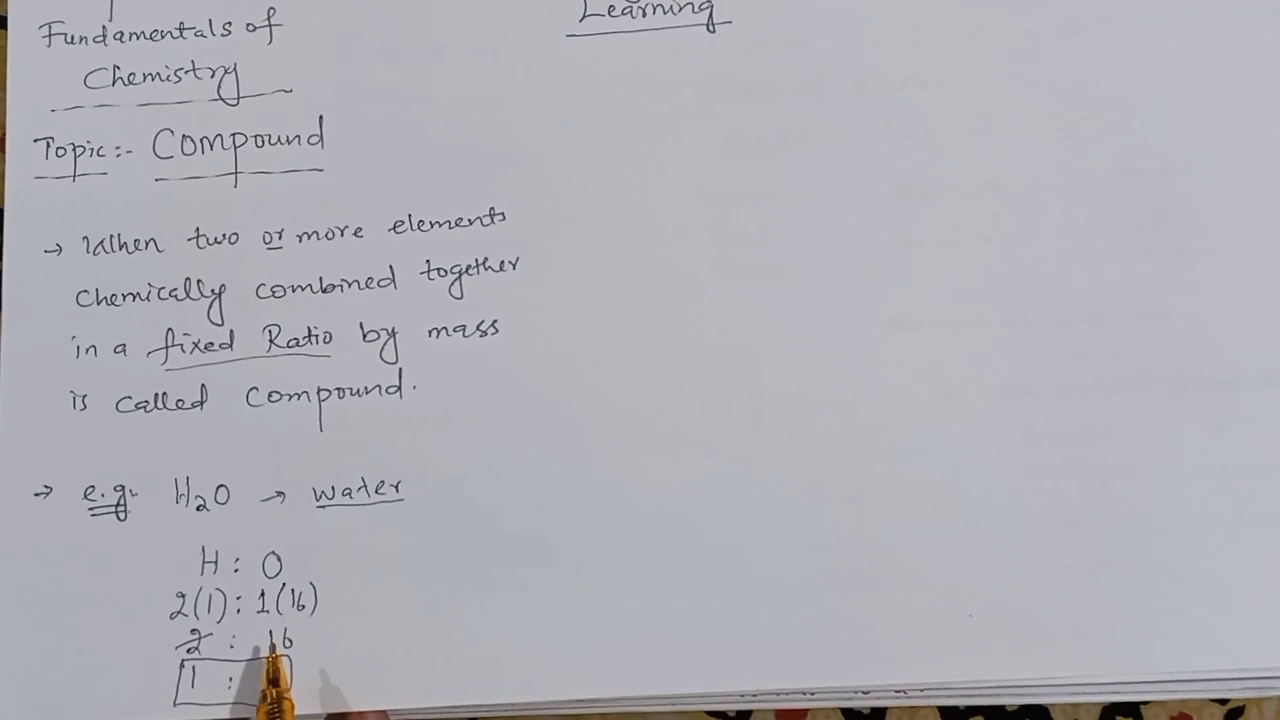 Fundamentals of
Chemistry
Learning
Topic:- Compound
→ When two or more elements
chemically combined together
in a fixed Ratio by mass
is called compound.
→ e.g. H₂O → water
H : O
2(1) : 1(16)
2 : 16
1 :